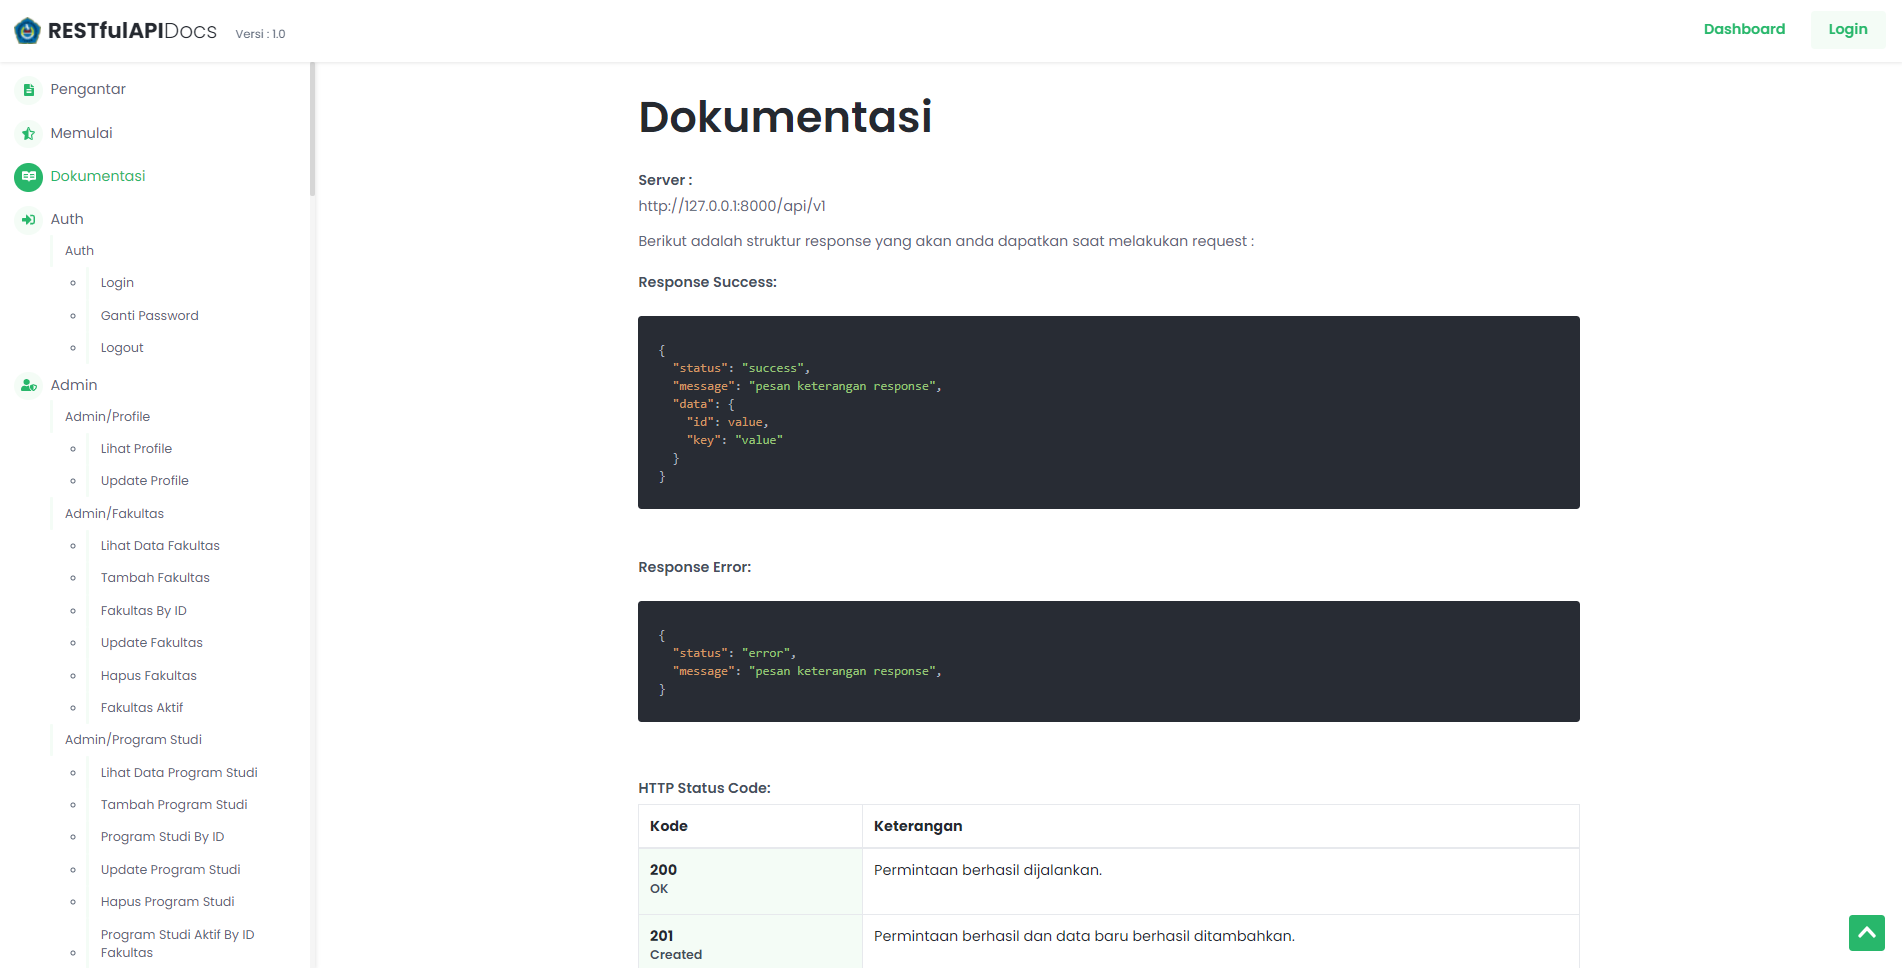 RESTfulAPIDocs Versi : 1.0
Dashboard
Login
Pengantar
Memulai
Dokumentasi
Auth
Auth
Login
Ganti Password
Logout
Admin
Admin/Profile
Lihat Profile
Update Profile
Admin/Fakultas
Lihat Data Fakultas
Tambah Fakultas
Fakultas By ID
Update Fakultas
Hapus Fakultas
Fakultas Aktif
Admin/Program Studi
Lihat Data Program Studi
Tambah Program Studi
Program Studi By ID
Update Program Studi
Hapus Program Studi
Program Studi Aktif By ID
Fakultas
Dokumentasi
Server :
http://127.0.0.1:8000/api/v1
Berikut adalah struktur response yang akan anda dapatkan saat melakukan request :
Response Success:
{
"status": "success",
"message": "pesan keterangan response",
"data": {
"id": value,
"key": "value"
}
}
Response Error:
{
"status": "error",
"message": "pesan keterangan response",
}
HTTP Status Code:
Kode Keterangan
200 Permintaan berhasil dijalankan.
OK
201 Permintaan berhasil dan data baru berhasil ditambahkan.
Created